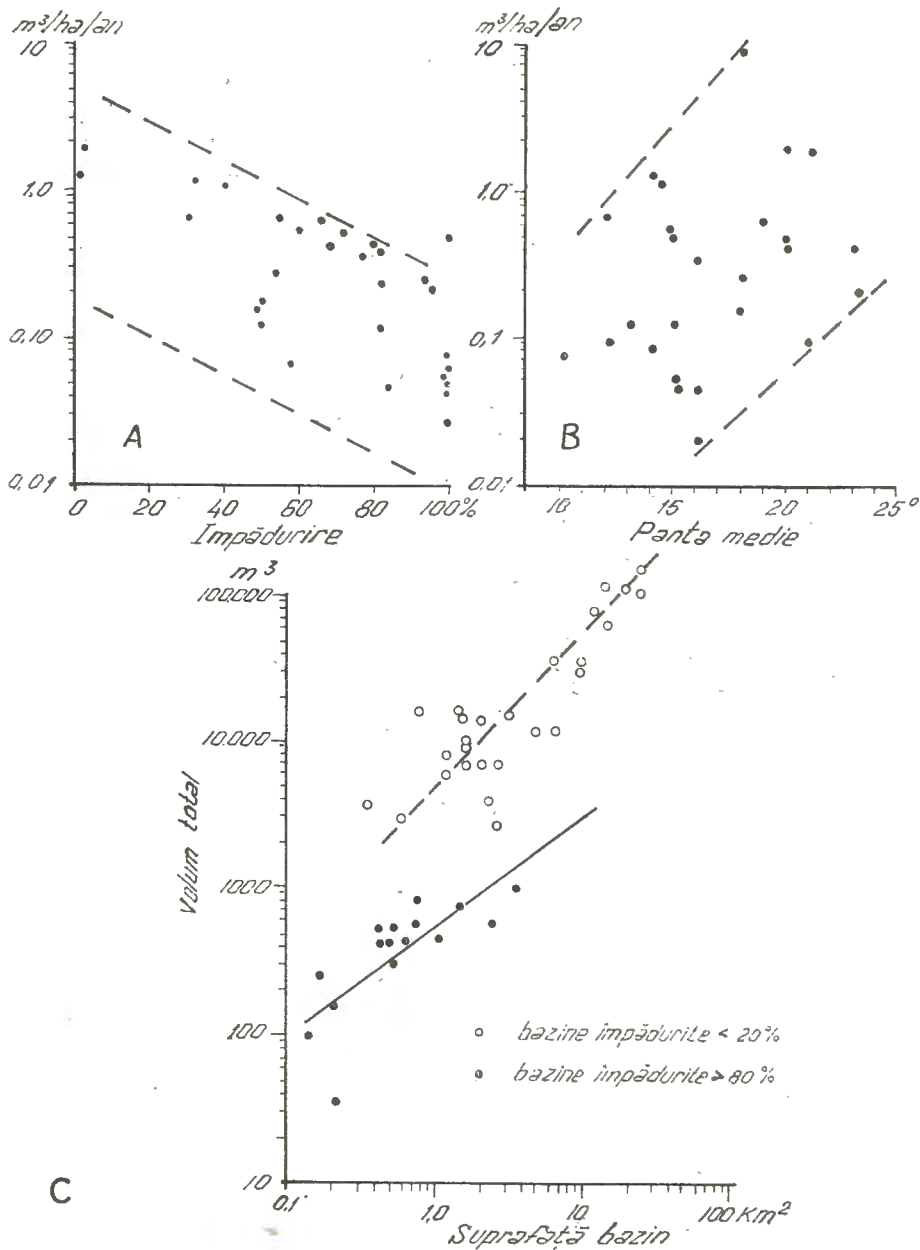 m³/ha/an
10
1,0
0,10
0,01
A
0 20 40 60 80 100%
Impădurire
m³/ha/an
10
1,0
0,1
0,01
B
10 15 20 25°
Panta medie
m³
100.000
10.000
1000
100
10
Volum total
bazine împădurite < 20%
bazine împădurite > 80%
C
0,1 1,0 10 100 Km²
Suprafață bazin